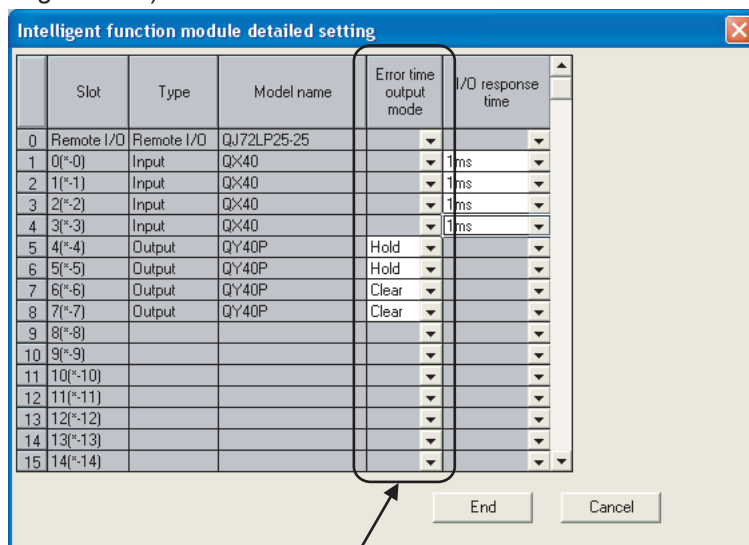 Intelligent function module detailed setting
Slot Type Model name Error time output mode I/O response time
0 Remote I/O Remote I/O QJ72LP25-25
1 0(*-0) Input QX40 1ms
2 1(*-1) Input QX40 1ms
3 2(*-2) Input QX40 1ms
4 3(*-3) Input QX40 1ms
5 4(*-4) Output QY40P Hold
6 5(*-5) Output QY40P Hold
7 6(*-6) Output QY40P Clear
8 7(*-7) Output QY40P Clear
9 8(*-8)
10 9(*-9)
11 10(*-10)
12 11(*-11)
13 12(*-12)
14 13(*-13)
15 14(*-14)
End Cancel